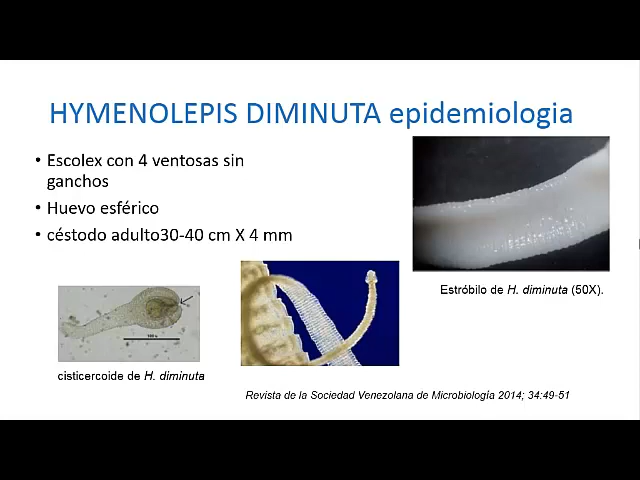 HYMENOLEPIS DIMINUTA epidemiologia
• Escolex con 4 ventosas sin
ganchos
• Huevo esférico
• céstodo adulto30-40 cm X 4 mm
Estróbilo de H. diminuta (50X).
cisticercoide de H. diminuta
Revista de la Sociedad Venezolana de Microbiología 2014; 34:49-51